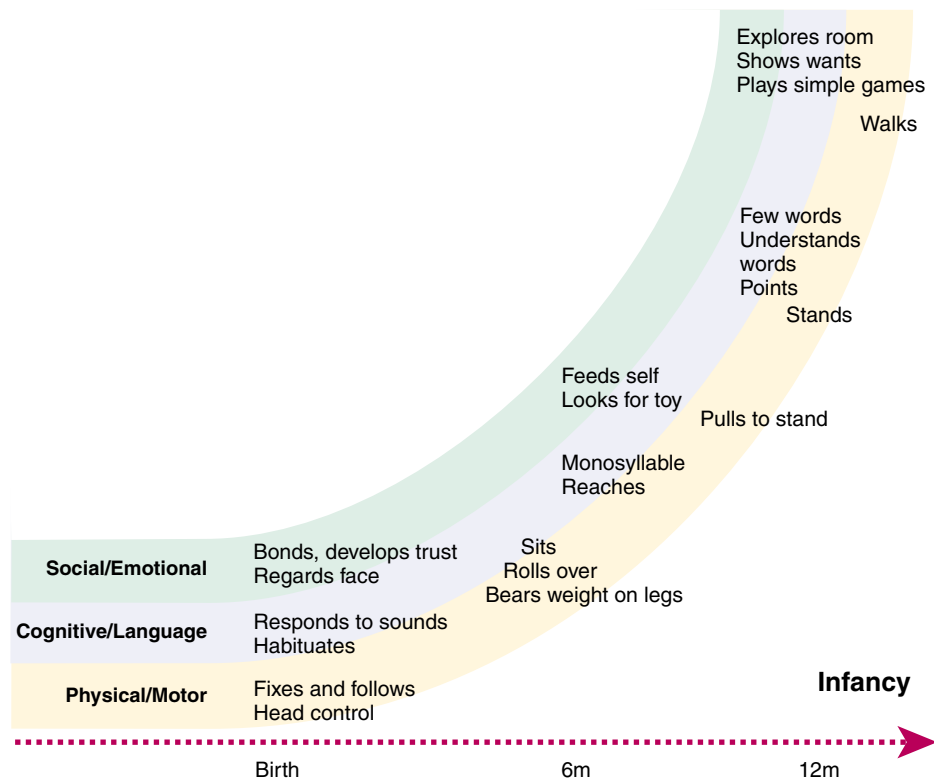 Explores room
Shows wants
Plays simple games
Walks
Few words
Understands
words
Points
Stands
Feeds self
Looks for toy
Pulls to stand
Monosyllable
Reaches
Sits
Rolls over
Bears weight on legs
Social/Emotional
Bonds, develops trust
Regards face
Cognitive/Language
Responds to sounds
Habituates
Physical/Motor
Fixes and follows
Head control
Infancy
Birth
6m
12m